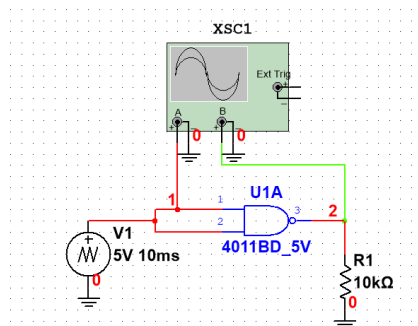 XSC1
Ext Trig
+
−
A
B
+ − 0
+ − 0
1
U1A
1
3
2
2
V1
5V 10ms
4011BD_5V
0
R1
10kΩ
0